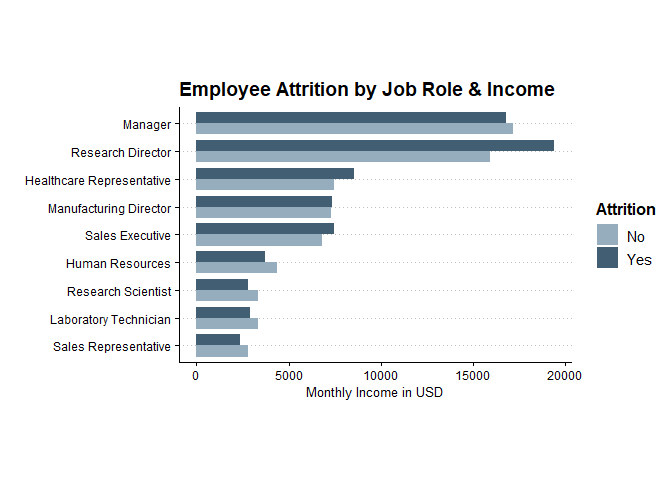 Employee Attrition by Job Role & Income
Manager
Research Director
Healthcare Representative
Manufacturing Director
Sales Executive
Human Resources
Research Scientist
Laboratory Technician
Sales Representative
0 5000 10000 15000 20000
Monthly Income in USD
Attrition
No
Yes